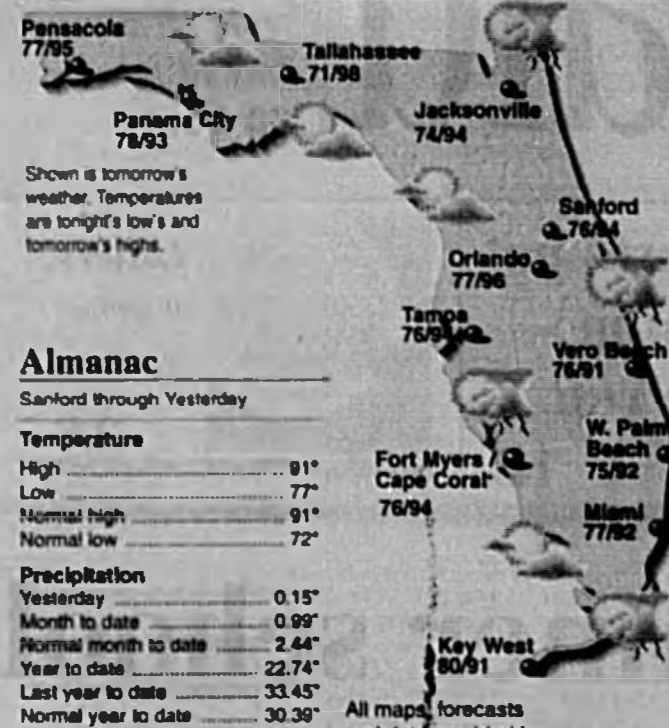 Pensacola
77/95
Tallahassee
71/98
Panama City
78/93
Jacksonville
74/94
Shown is tomorrow's
weather. Temperatures
are tonight's low's and
tomorrow's highs.
Sanford
76/94
Orlando
77/96
Tampa
Vero Beach
76/91
W. Palm
Beach
75/92
Fort Myers /
Cape Coral
76/94
Miami
77/92
Key West
80/91
Almanac
Sanford through Yesterday
Temperature
High ........ 91°
Low ........ 77°
Normal high ........ 91°
Normal low ........ 72°
Precipitation
Yesterday ........ 0.15"
Month to date ........ 0.99"
Normal month to date ........ 2.44"
Year to date ........ 22.74"
Last year to date ........ 33.45"
Normal year to date ........ 30.39"
All maps, forecasts